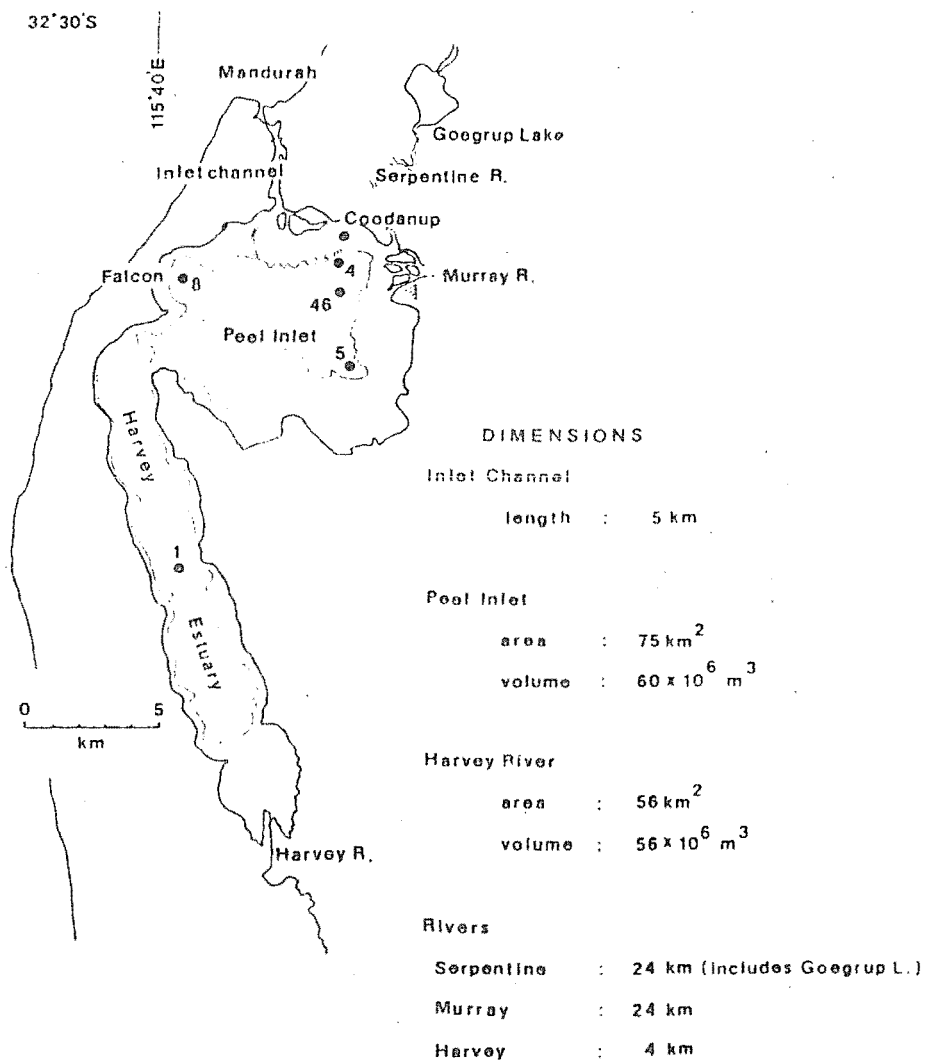 32°30'S
115°40'E
Mandurah
Goegrup Lake
Inlet channel
Serpentine R.
Coodanup
Falcon
8
4
Murray R.
46
Peel Inlet
5
Harvey
DIMENSIONS
Inlet Channel
length : 5 km
1
Peel Inlet
area : 75 km²
Estuary
volume : 60 x 10⁶ m³
0 5
km
Harvey River
area : 56 km²
volume : 56 x 10⁶ m³
Harvey R.
Rivers
Serpentine : 24 km (includes Goegrup L.)
Murray : 24 km
Harvey : 4 km